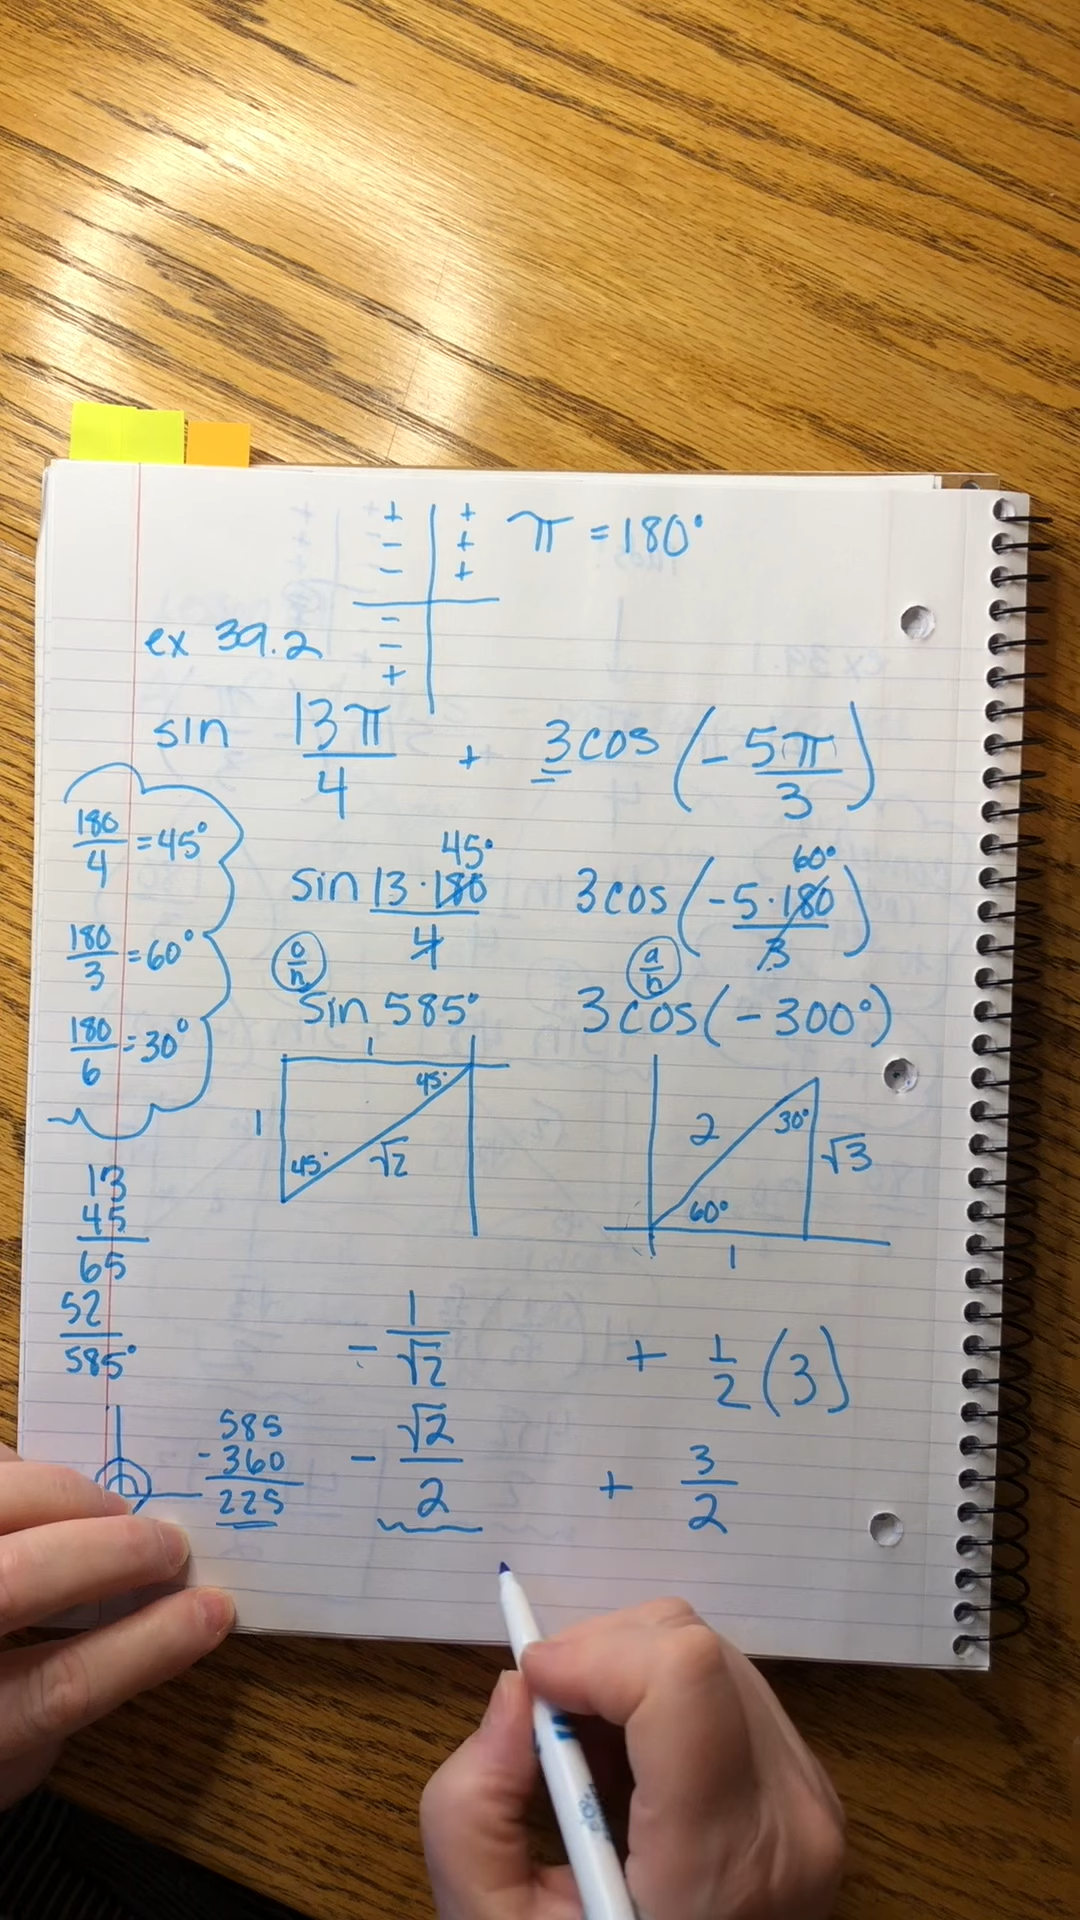 + + π = 180°
- +
- +
-
ex 39.2 -
+
sin 13π/4 + 3cos (- 5π/3)
180/4 = 45°
45° 60°
sin 13·180/4 3cos (-5·180/3)
180/3 = 60°
o/h a/h
sin 585° 3cos(-300°)
180/6 = 30°
1
45° 2 30°
1 45° √2 √3
60°
1
13
45
65
52
585°
- 1/√2 + 1/2 (3)
585
-360
225
- √2/2 + 3/2